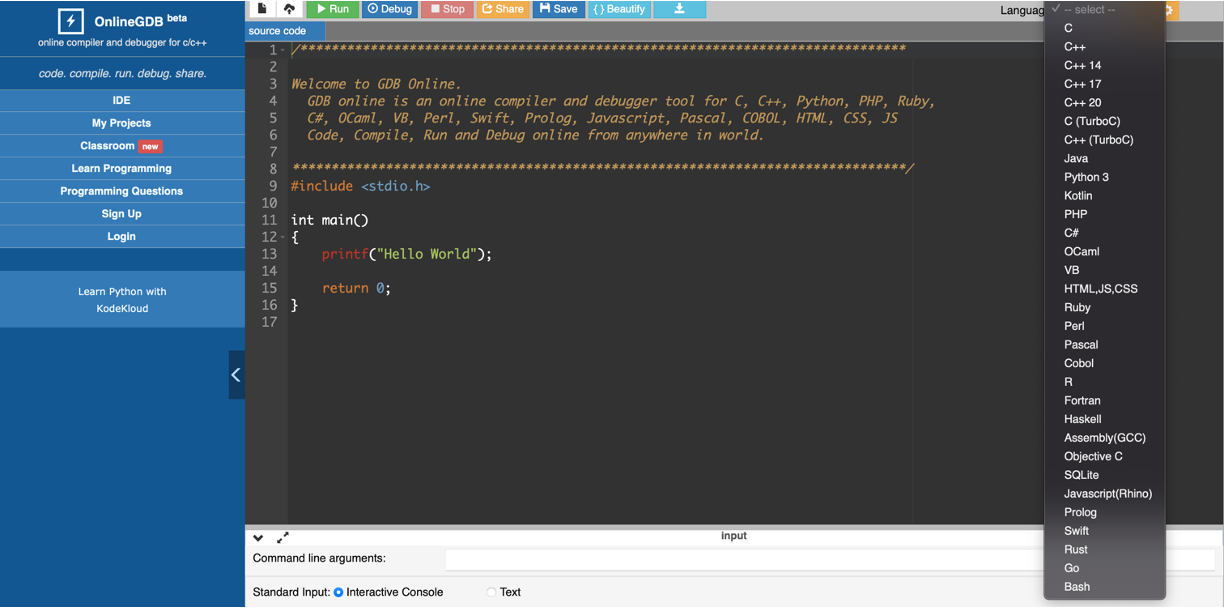 OnlineGDB beta
online compiler and debugger for c/c++
code. compile. run. debug. share.
IDE
My Projects
Classroom new
Learn Programming
Programming Questions
Sign Up
Login
Learn Python with
KodeKloud
Run Debug Stop Share Save { } Beautify
Languag
source code
1 /******************************************************************************
2
3 Welcome to GDB Online.
4 GDB online is an online compiler and debugger tool for C, C++, Python, PHP, Ruby,
5 C#, OCaml, VB, Perl, Swift, Prolog, Javascript, Pascal, COBOL, HTML, CSS, JS
6 Code, Compile, Run and Debug online from anywhere in world.
7
8 *******************************************************************************/
9 #include <stdio.h>
10
11 int main()
12 {
13 printf("Hello World");
14
15 return 0;
16 }
17
✓ -- select --
C
C++
C++ 14
C++ 17
C++ 20
C (TurboC)
C++ (TurboC)
Java
Python 3
Kotlin
PHP
C#
OCaml
VB
HTML,JS,CSS
Ruby
Perl
Pascal
Cobol
R
Fortran
Haskell
Assembly(GCC)
Objective C
SQLite
Javascript(Rhino)
Prolog
Swift
Rust
Go
Bash
input
Command line arguments:
Standard Input: Interactive Console Text